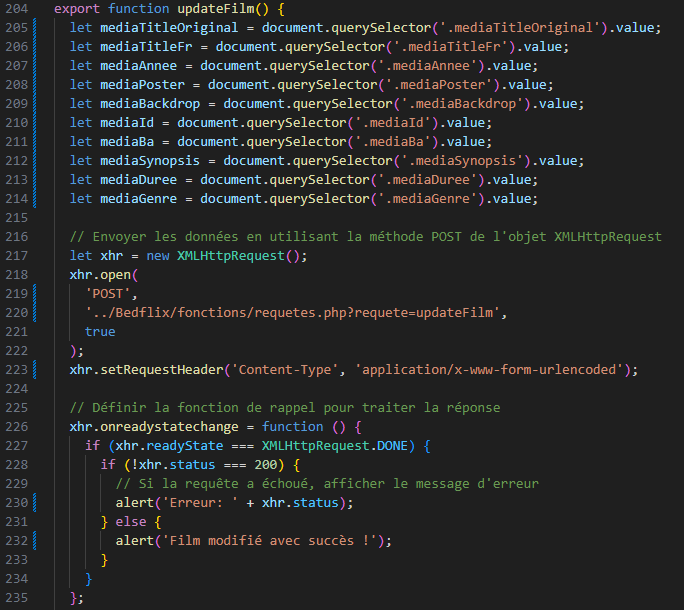 204 export function updateFilm() {
205 let mediaTitleOriginal = document.querySelector('.mediaTitleOriginal').value;
206 let mediaTitleFr = document.querySelector('.mediaTitleFr').value;
207 let mediaAnnee = document.querySelector('.mediaAnnee').value;
208 let mediaPoster = document.querySelector('.mediaPoster').value;
209 let mediaBackdrop = document.querySelector('.mediaBackdrop').value;
210 let mediaId = document.querySelector('.mediaId').value;
211 let mediaBa = document.querySelector('.mediaBa').value;
212 let mediaSynopsis = document.querySelector('.mediaSynopsis').value;
213 let mediaDuree = document.querySelector('.mediaDuree').value;
214 let mediaGenre = document.querySelector('.mediaGenre').value;
215
216 // Envoyer les données en utilisant la méthode POST de l'objet XMLHttpRequest
217 let xhr = new XMLHttpRequest();
218 xhr.open(
219 'POST',
220 '../Bedflix/fonctions/requetes.php?requete=updateFilm',
221 true
222 );
223 xhr.setRequestHeader('Content-Type', 'application/x-www-form-urlencoded');
224
225 // Définir la fonction de rappel pour traiter la réponse
226 xhr.onreadystatechange = function () {
227 if (xhr.readyState === XMLHttpRequest.DONE) {
228 if (!xhr.status === 200) {
229 // Si la requête a échoué, afficher le message d'erreur
230 alert('Erreur: ' + xhr.status);
231 } else {
232 alert('Film modifié avec succès !');
233 }
234 }
235 };